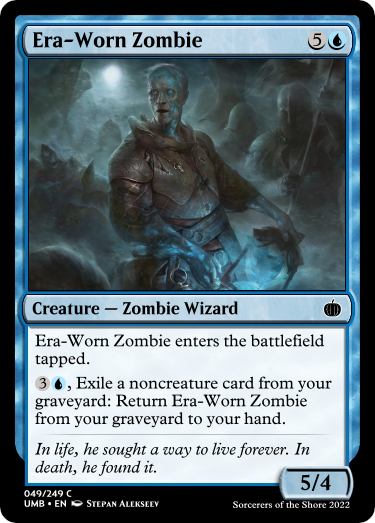 Era-Worn Zombie 5
Creature — Zombie Wizard
Era-Worn Zombie enters the battlefield
tapped.
3 , Exile a noncreature card from your
graveyard: Return Era-Worn Zombie
from your graveyard to your hand.
In life, he sought a way to live forever. In
death, he found it.
5/4
049/249 C
UMB • EN Stepan Alekseev
Sorcerers of the Shore 2022